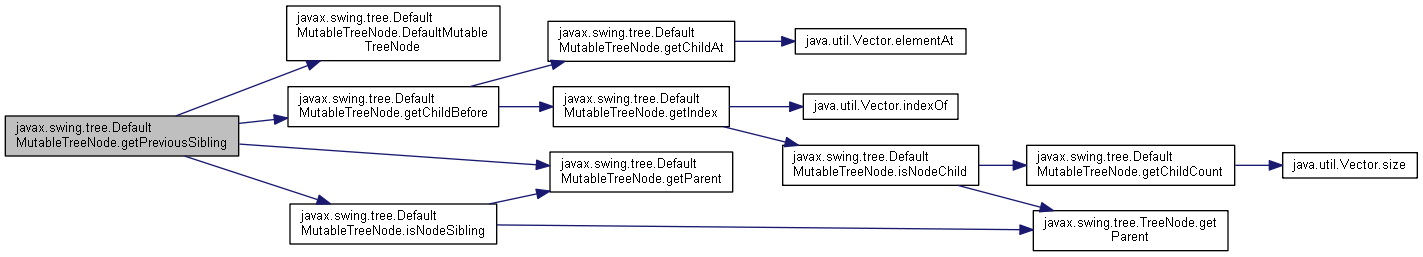 javax.swing.tree.Default
MutableTreeNode.getPreviousSibling
javax.swing.tree.Default
MutableTreeNode.DefaultMutable
TreeNode
javax.swing.tree.Default
MutableTreeNode.getChildBefore
javax.swing.tree.Default
MutableTreeNode.getParent
javax.swing.tree.Default
MutableTreeNode.isNodeSibling
javax.swing.tree.Default
MutableTreeNode.getChildAt
javax.swing.tree.Default
MutableTreeNode.getIndex
java.util.Vector.elementAt
java.util.Vector.indexOf
javax.swing.tree.Default
MutableTreeNode.isNodeChild
javax.swing.tree.Default
MutableTreeNode.getChildCount
javax.swing.tree.TreeNode.get
Parent
java.util.Vector.size